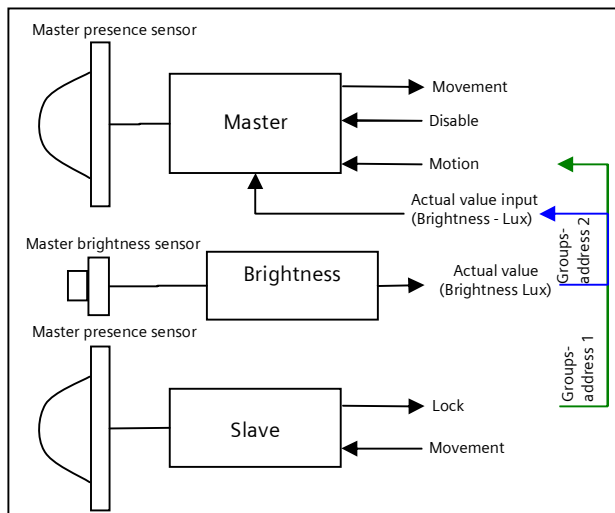 Master presence sensor
Master
Movement
Disable
Motion
Actual value input
(Brightness - Lux)
Master brightness sensor
Brightness
Actual value
(Brightness Lux)
Groups-
address 2
Master presence sensor
Slave
Lock
Movement
Groups-
address 1